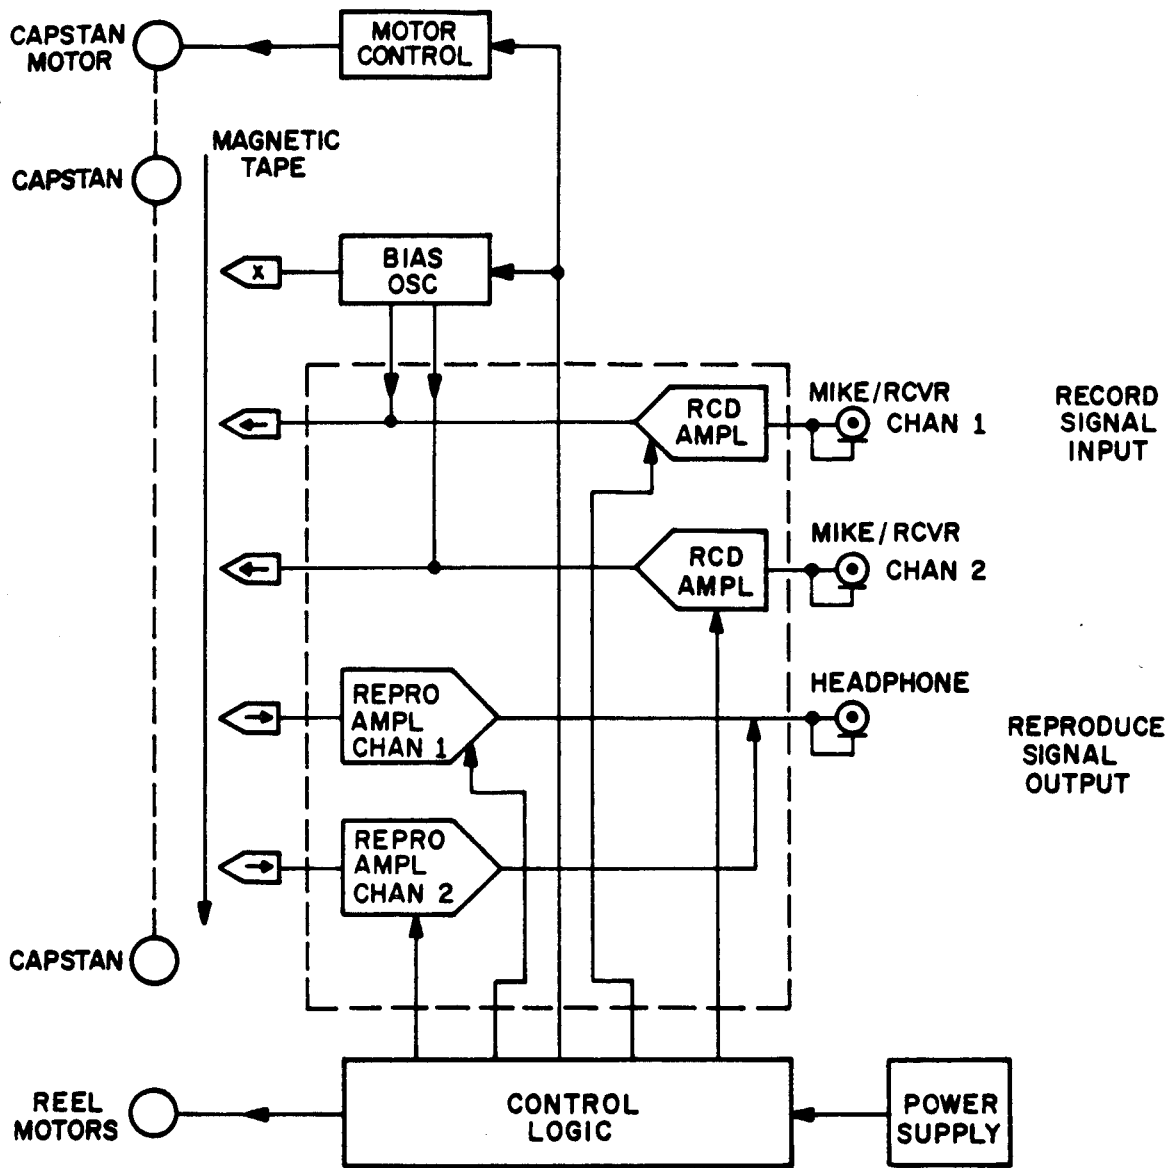 CAPSTAN
MOTOR
MOTOR
CONTROL
MAGNETIC
TAPE
CAPSTAN
X
BIAS
OSC
RCD
AMPL
MIKE/RCVR
CHAN 1
RECORD
SIGNAL
INPUT
RCD
AMPL
MIKE/RCVR
CHAN 2
REPRO
AMPL
CHAN 1
HEADPHONE
REPRODUCE
SIGNAL
OUTPUT
REPRO
AMPL
CHAN 2
CAPSTAN
REEL
MOTORS
CONTROL
LOGIC
POWER
SUPPLY